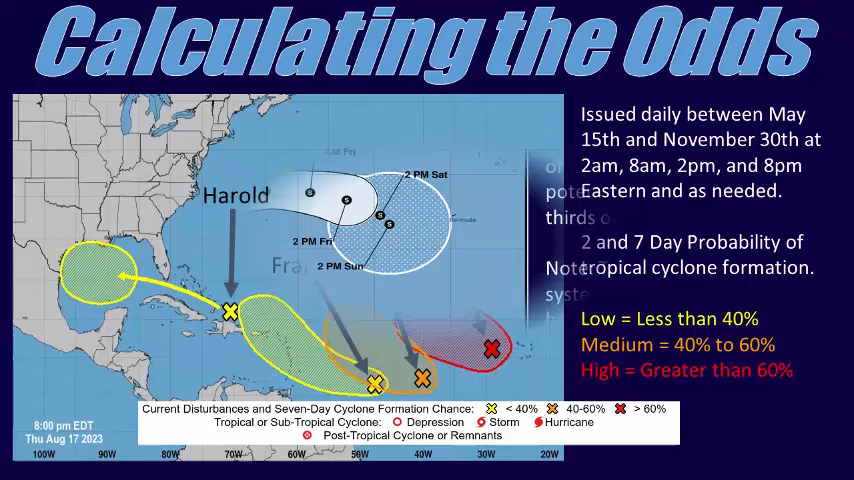 Calculating the Odds
Issued daily between May
15th and November 30th at
2am, 8am, 2pm, and 8pm
Eastern and as needed.
2 and 7 Day Probability of
tropical cyclone formation.
Low = Less than 40%
Medium = 40% to 60%
High = Greater than 60%
thirds
AM Fri
2 PM Sat
Harold
S
S
S
S
Bermuda
2 PM Fri
2 PM Sun
8:00 pm EDT
Thu Aug 17 2023
Current Disturbances and Seven-Day Cyclone Formation Chance: < 40% 40-60% > 60%
Tropical or Sub-Tropical Cyclone: Depression Storm Hurricane
Post-Tropical Cyclone or Remnants
100W 90W 80W 70W 60W 50W 40W 30W 20W